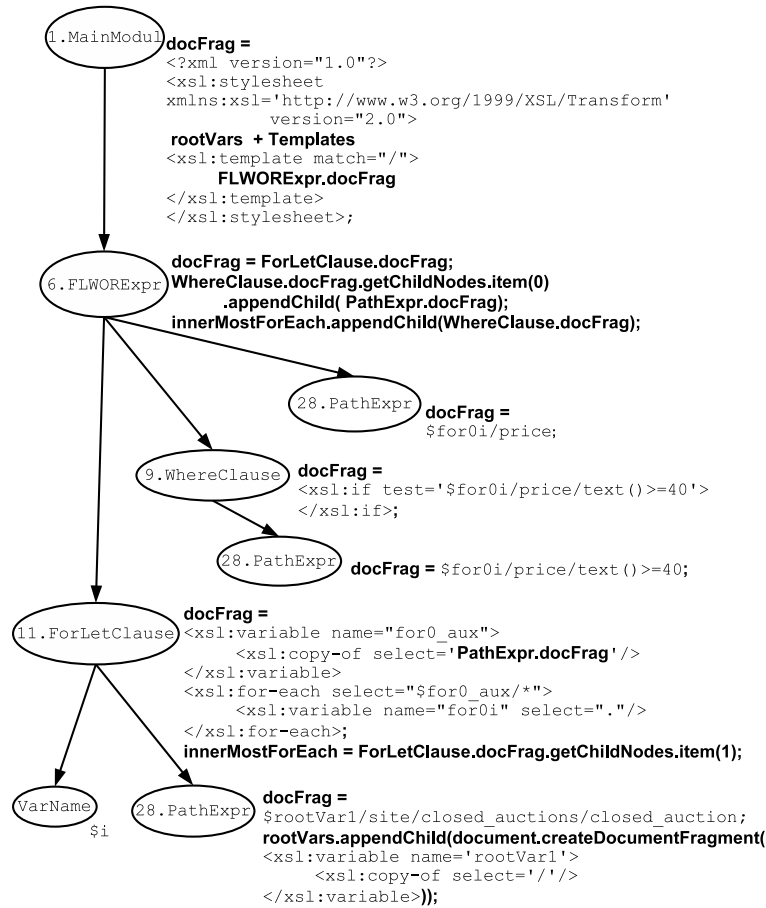 1.MainModul
docFrag =
<?xml version="1.0"?>
<xsl:stylesheet
xmlns:xsl='http://www.w3.org/1999/XSL/Transform'
version="2.0">
rootVars + Templates
<xsl:template match="/">
FLWORExpr.docFrag
</xsl:template>
</xsl:stylesheet>;
6.FLWORExpr
docFrag = ForLetClause.docFrag;
WhereClause.docFrag.getChildNodes.item(0)
.appendChild( PathExpr.docFrag);
innerMostForEach.appendChild(WhereClause.docFrag);
28.PathExpr
docFrag =
$for0i/price;
9.WhereClause
docFrag =
<xsl:if test='$for0i/price/text()>=40'>
</xsl:if>;
28.PathExpr
docFrag = $for0i/price/text()>=40;
11.ForLetClause
docFrag =
<xsl:variable name="for0_aux">
<xsl:copy-of select='PathExpr.docFrag'/>
</xsl:variable>
<xsl:for-each select="$for0_aux/*">
<xsl:variable name="for0i" select="."/>
</xsl:for-each>;
innerMostForEach = ForLetClause.docFrag.getChildNodes.item(1);
VarName
$i
28.PathExpr
docFrag =
$rootVar1/site/closed_auctions/closed_auction;
rootVars.appendChild(document.createDocumentFragment(
<xsl:variable name='rootVar1'>
<xsl:copy-of select='/'/>
</xsl:variable>));